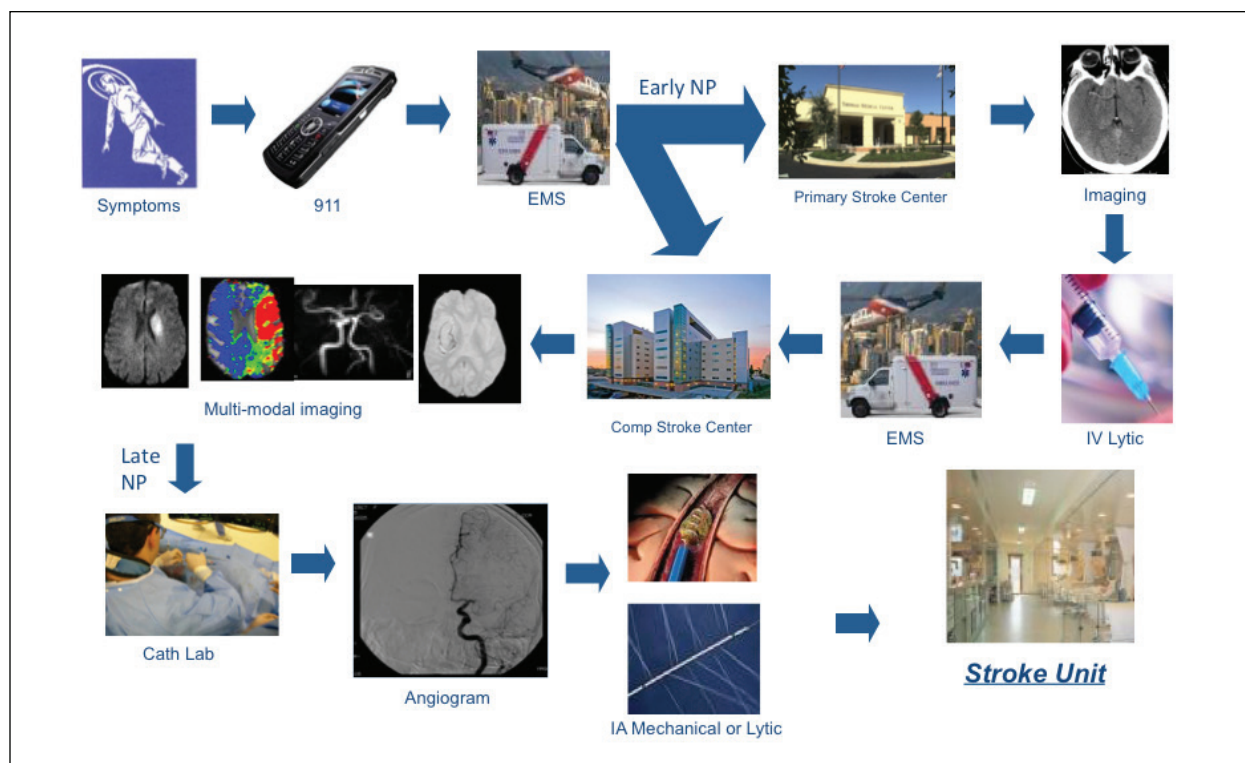 Early NP
Symptoms
911
EMS
Primary Stroke Center
Imaging
Multi-modal imaging
Comp Stroke Center
EMS
IV Lytic
Late
NP
Cath Lab
Angiogram
IA Mechanical or Lytic
Stroke Unit